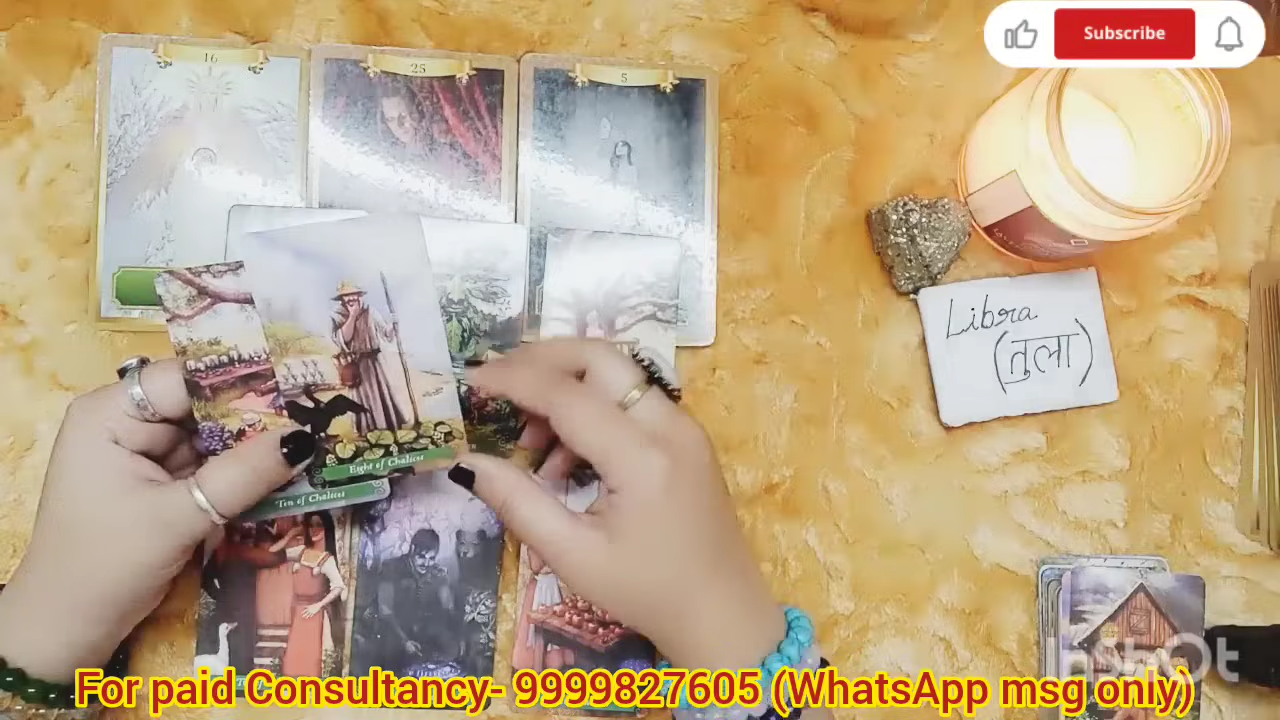 Subscribe
16
25
5
Libra
(तुला)
Eight of Chalices
Ten of Chalices
For paid Consultancy- 9999827605 (WhatsApp msg only)